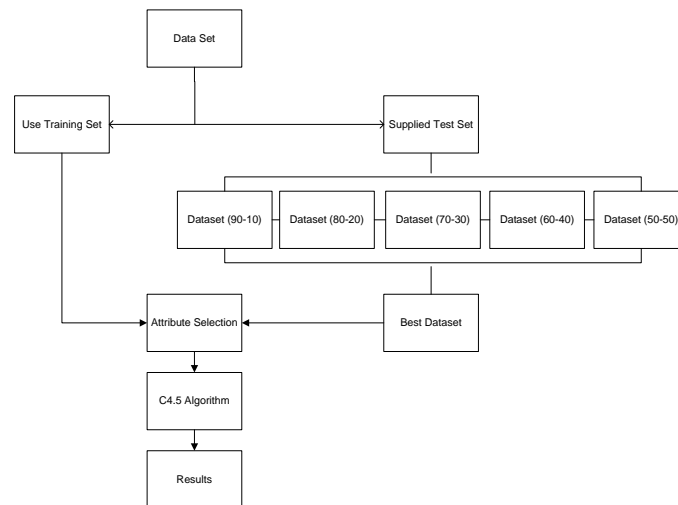 Data Set
Use Training Set
Supplied Test Set
Dataset (90-10)
Dataset (80-20)
Dataset (70-30)
Dataset (60-40)
Dataset (50-50)
Attribute Selection
Best Dataset
C4.5 Algorithm
Results